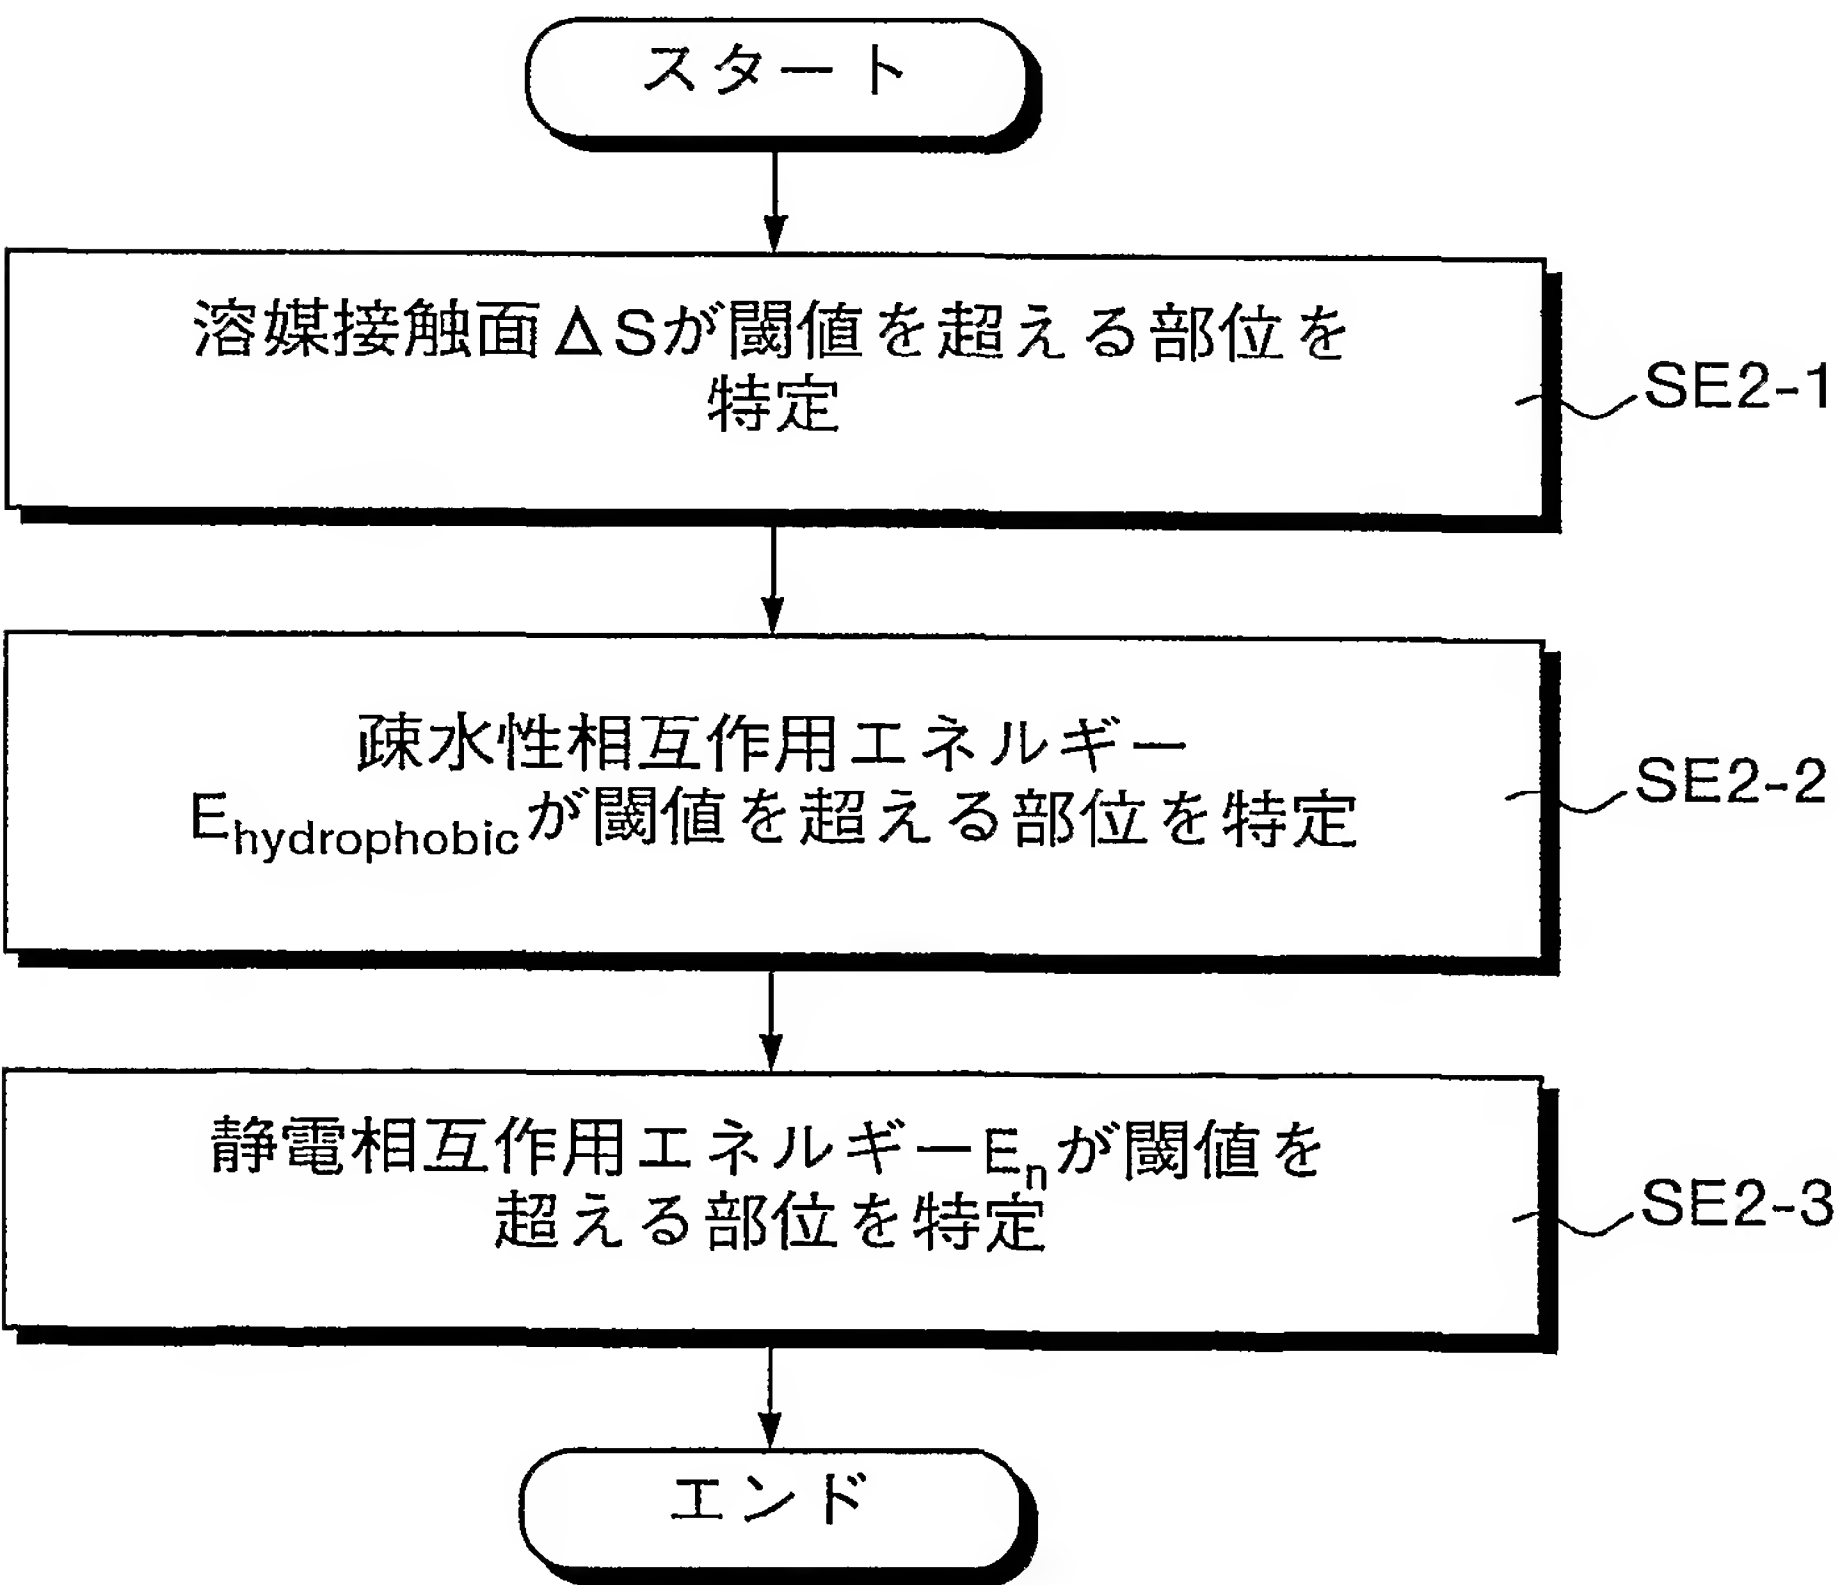 スタート
溶媒接触面ΔSが閾値を超える部位を
特定
SE2-1
疎水性相互作用エネルギー
Ehydrophobicが閾値を超える部位を特定
SE2-2
静電相互作用エネルギーEnが閾値を
超える部位を特定
SE2-3
エンド